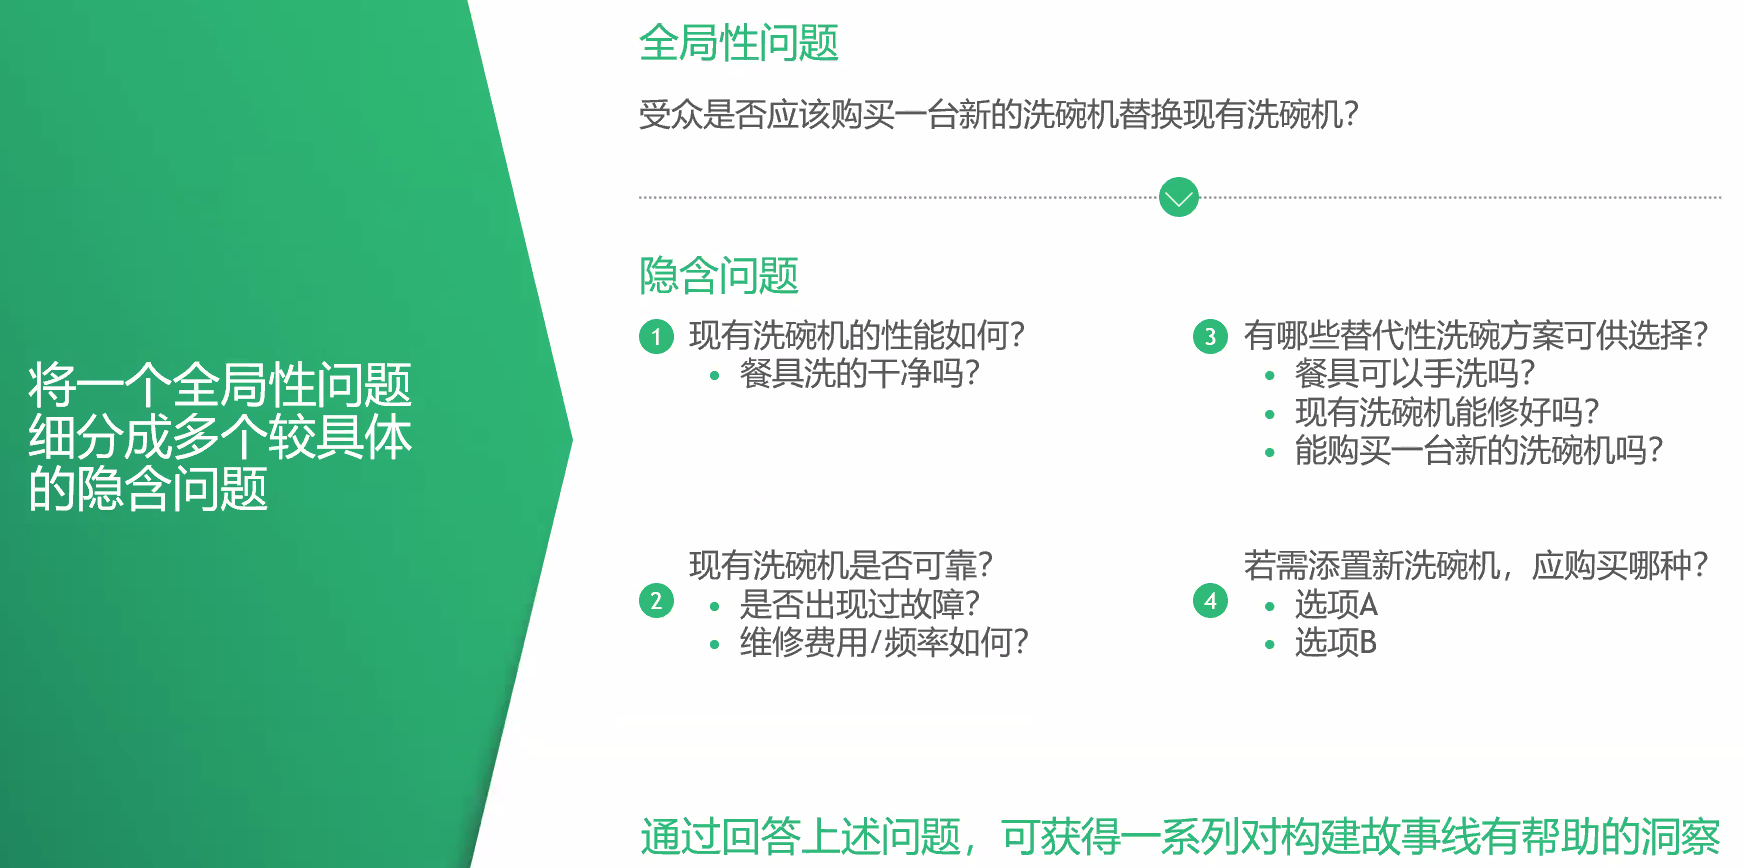 将一个全局性问题
细分成多个较具体
的隐含问题
全局性问题
受众是否应该购买一台新的洗碗机替换现有洗碗机？
隐含问题
1 现有洗碗机的性能如何？
• 餐具洗的干净吗？
2 现有洗碗机是否可靠？
• 是否出现过故障？
• 维修费用/频率如何？
3 有哪些替代性洗碗方案可供选择？
• 餐具可以手洗吗？
• 现有洗碗机能修好吗？
• 能购买一台新的洗碗机吗？
4 若需添置新洗碗机，应购买哪种？
• 选项A
• 选项B
通过回答上述问题，可获得一系列对构建故事线有帮助的洞察